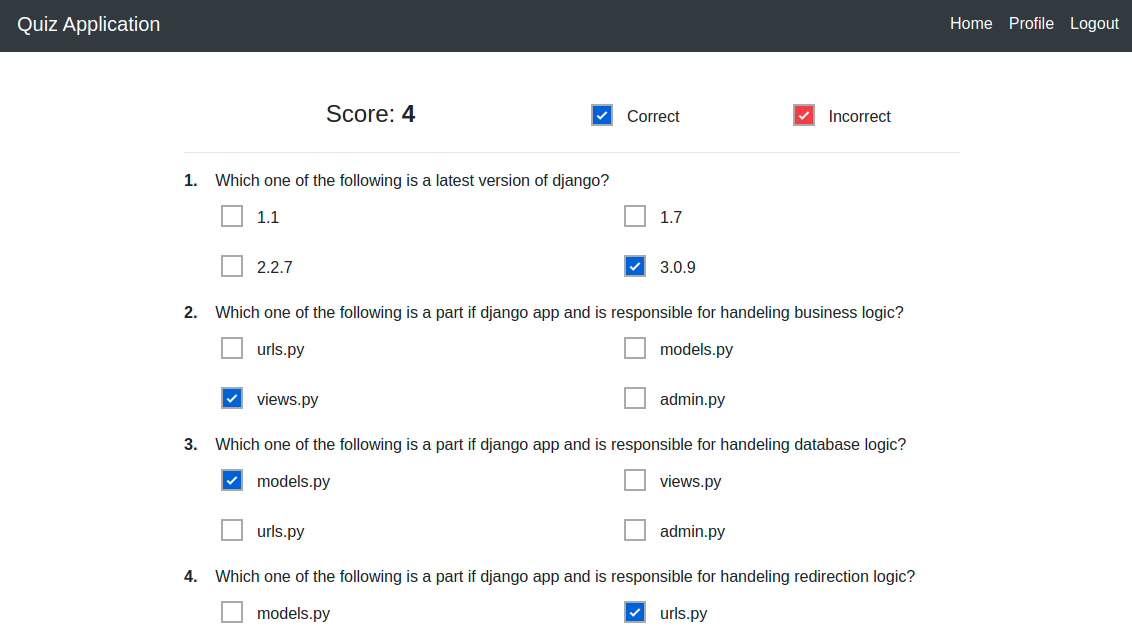 Quiz Application Home Profile Logout
Score: 4 Correct Incorrect
1. Which one of the following is a latest version of django?
1.1 1.7
2.2.7 3.0.9
2. Which one of the following is a part if django app and is responsible for handeling business logic?
urls.py models.py
views.py admin.py
3. Which one of the following is a part if django app and is responsible for handeling database logic?
models.py views.py
urls.py admin.py
4. Which one of the following is a part if django app and is responsible for handeling redirection logic?
models.py urls.py